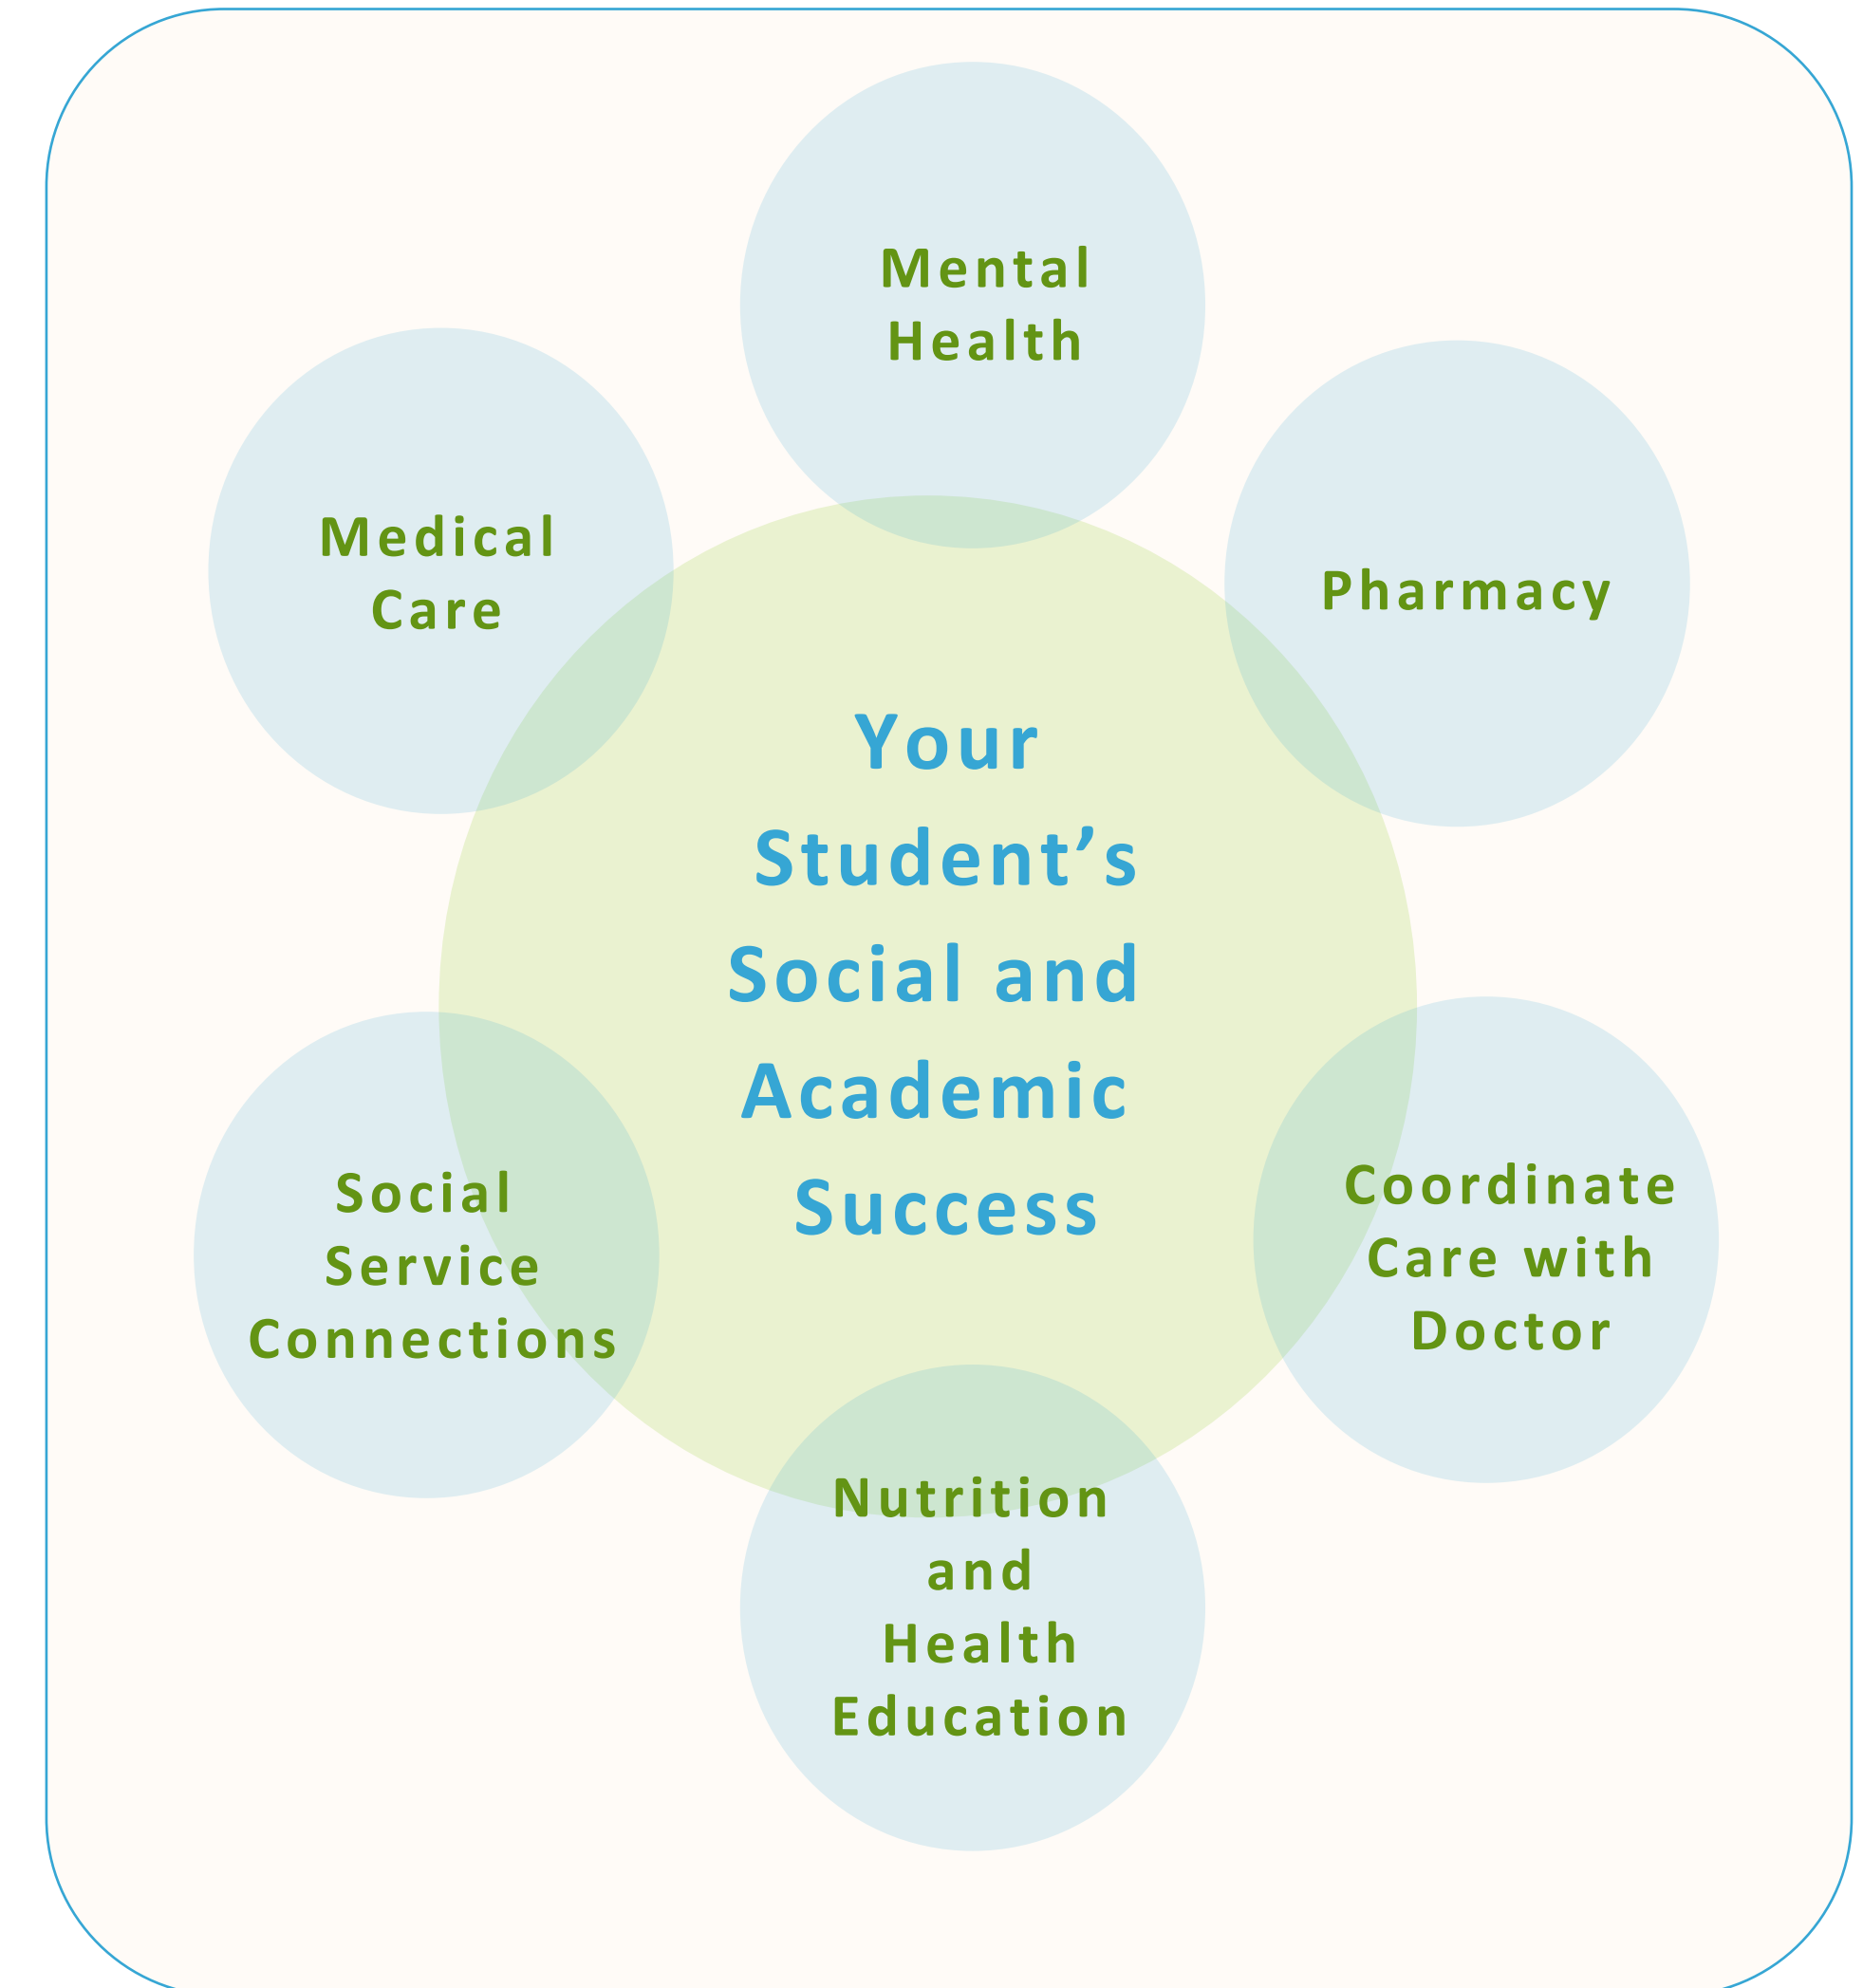 Mental
Health
Medical
Care
Pharmacy
Your
Student’s
Social and
Academic
Success
Social
Service
Connections
Coordinate
Care with
Doctor
Nutrition
and
Health
Education